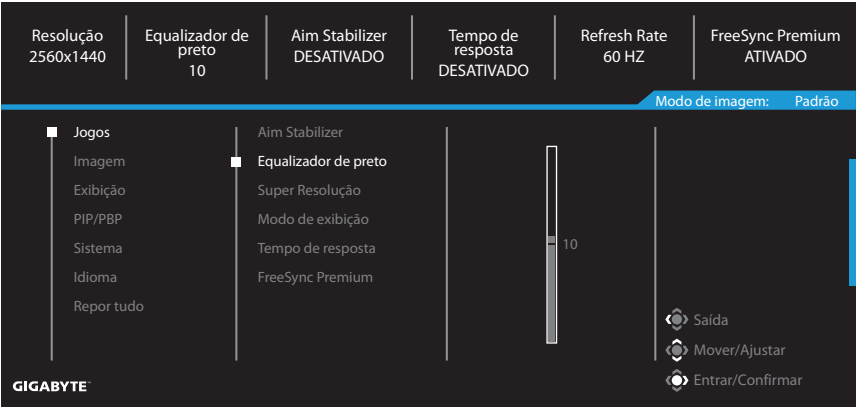 Resolução
2560x1440
Equalizador de
preto
10
Aim Stabilizer
DESATIVADO
Tempo de
resposta
DESATIVADO
Refresh Rate
60 HZ
FreeSync Premium
ATIVADO
Modo de imagem: Padrão
Jogos
Imagem
Exibição
PIP/PBP
Sistema
Idioma
Repor tudo
Aim Stabilizer
Equalizador de preto
Super Resolução
Modo de exibição
Tempo de resposta
FreeSync Premium
10
Saída
Mover/Ajustar
Entrar/Confirmar
GIGABYTE™